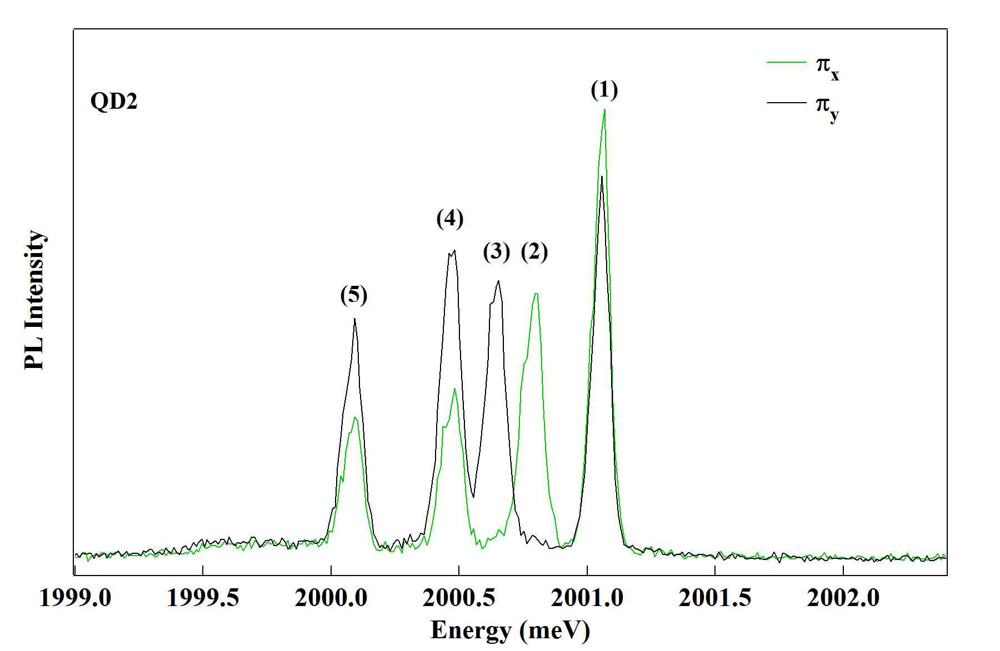 π_x
(1)
QD2
π_y
(4)
(3) (2)
(5)
PL Intensity
1999.0 1999.5 2000.0 2000.5 2001.0 2001.5 2002.0
Energy (meV)